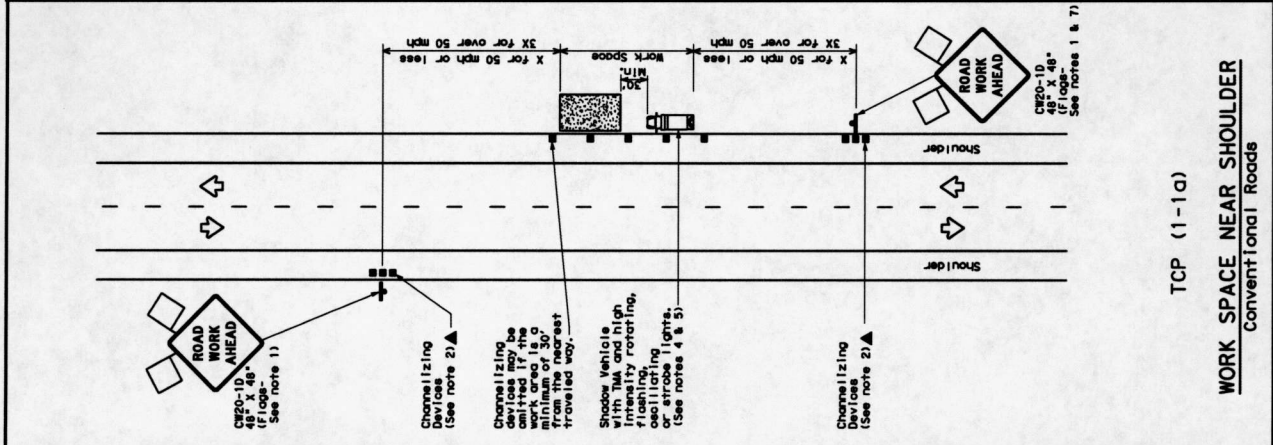 ROAD
WORK
AHEAD
CW20-1D
48" X 48"
(Flags-
See note 1)
Channelizing
Devices
(See note 2)▲
Channelizing
devices may be
omitted if the
work area is a
minimum of 30'
from the nearest
traveled way.
Shadow Vehicle
with TMA and high
intensity rotating,
flashing,
oscillating
or strobe lights.
(See notes 4 & 5)
Channelizing
Devices
(See note 2)▲
Shoulder
Shoulder
X for 50 mph or less
3X for over 50 mph
Work Space
30'
Min.
X for 50 mph or less
3X for over 50 mph
ROAD
WORK
AHEAD
CW20-1D
48" X 48"
(Flags-
See notes 1 & 7)
TCP (1-1a)
WORK SPACE NEAR SHOULDER
Conventional Roads